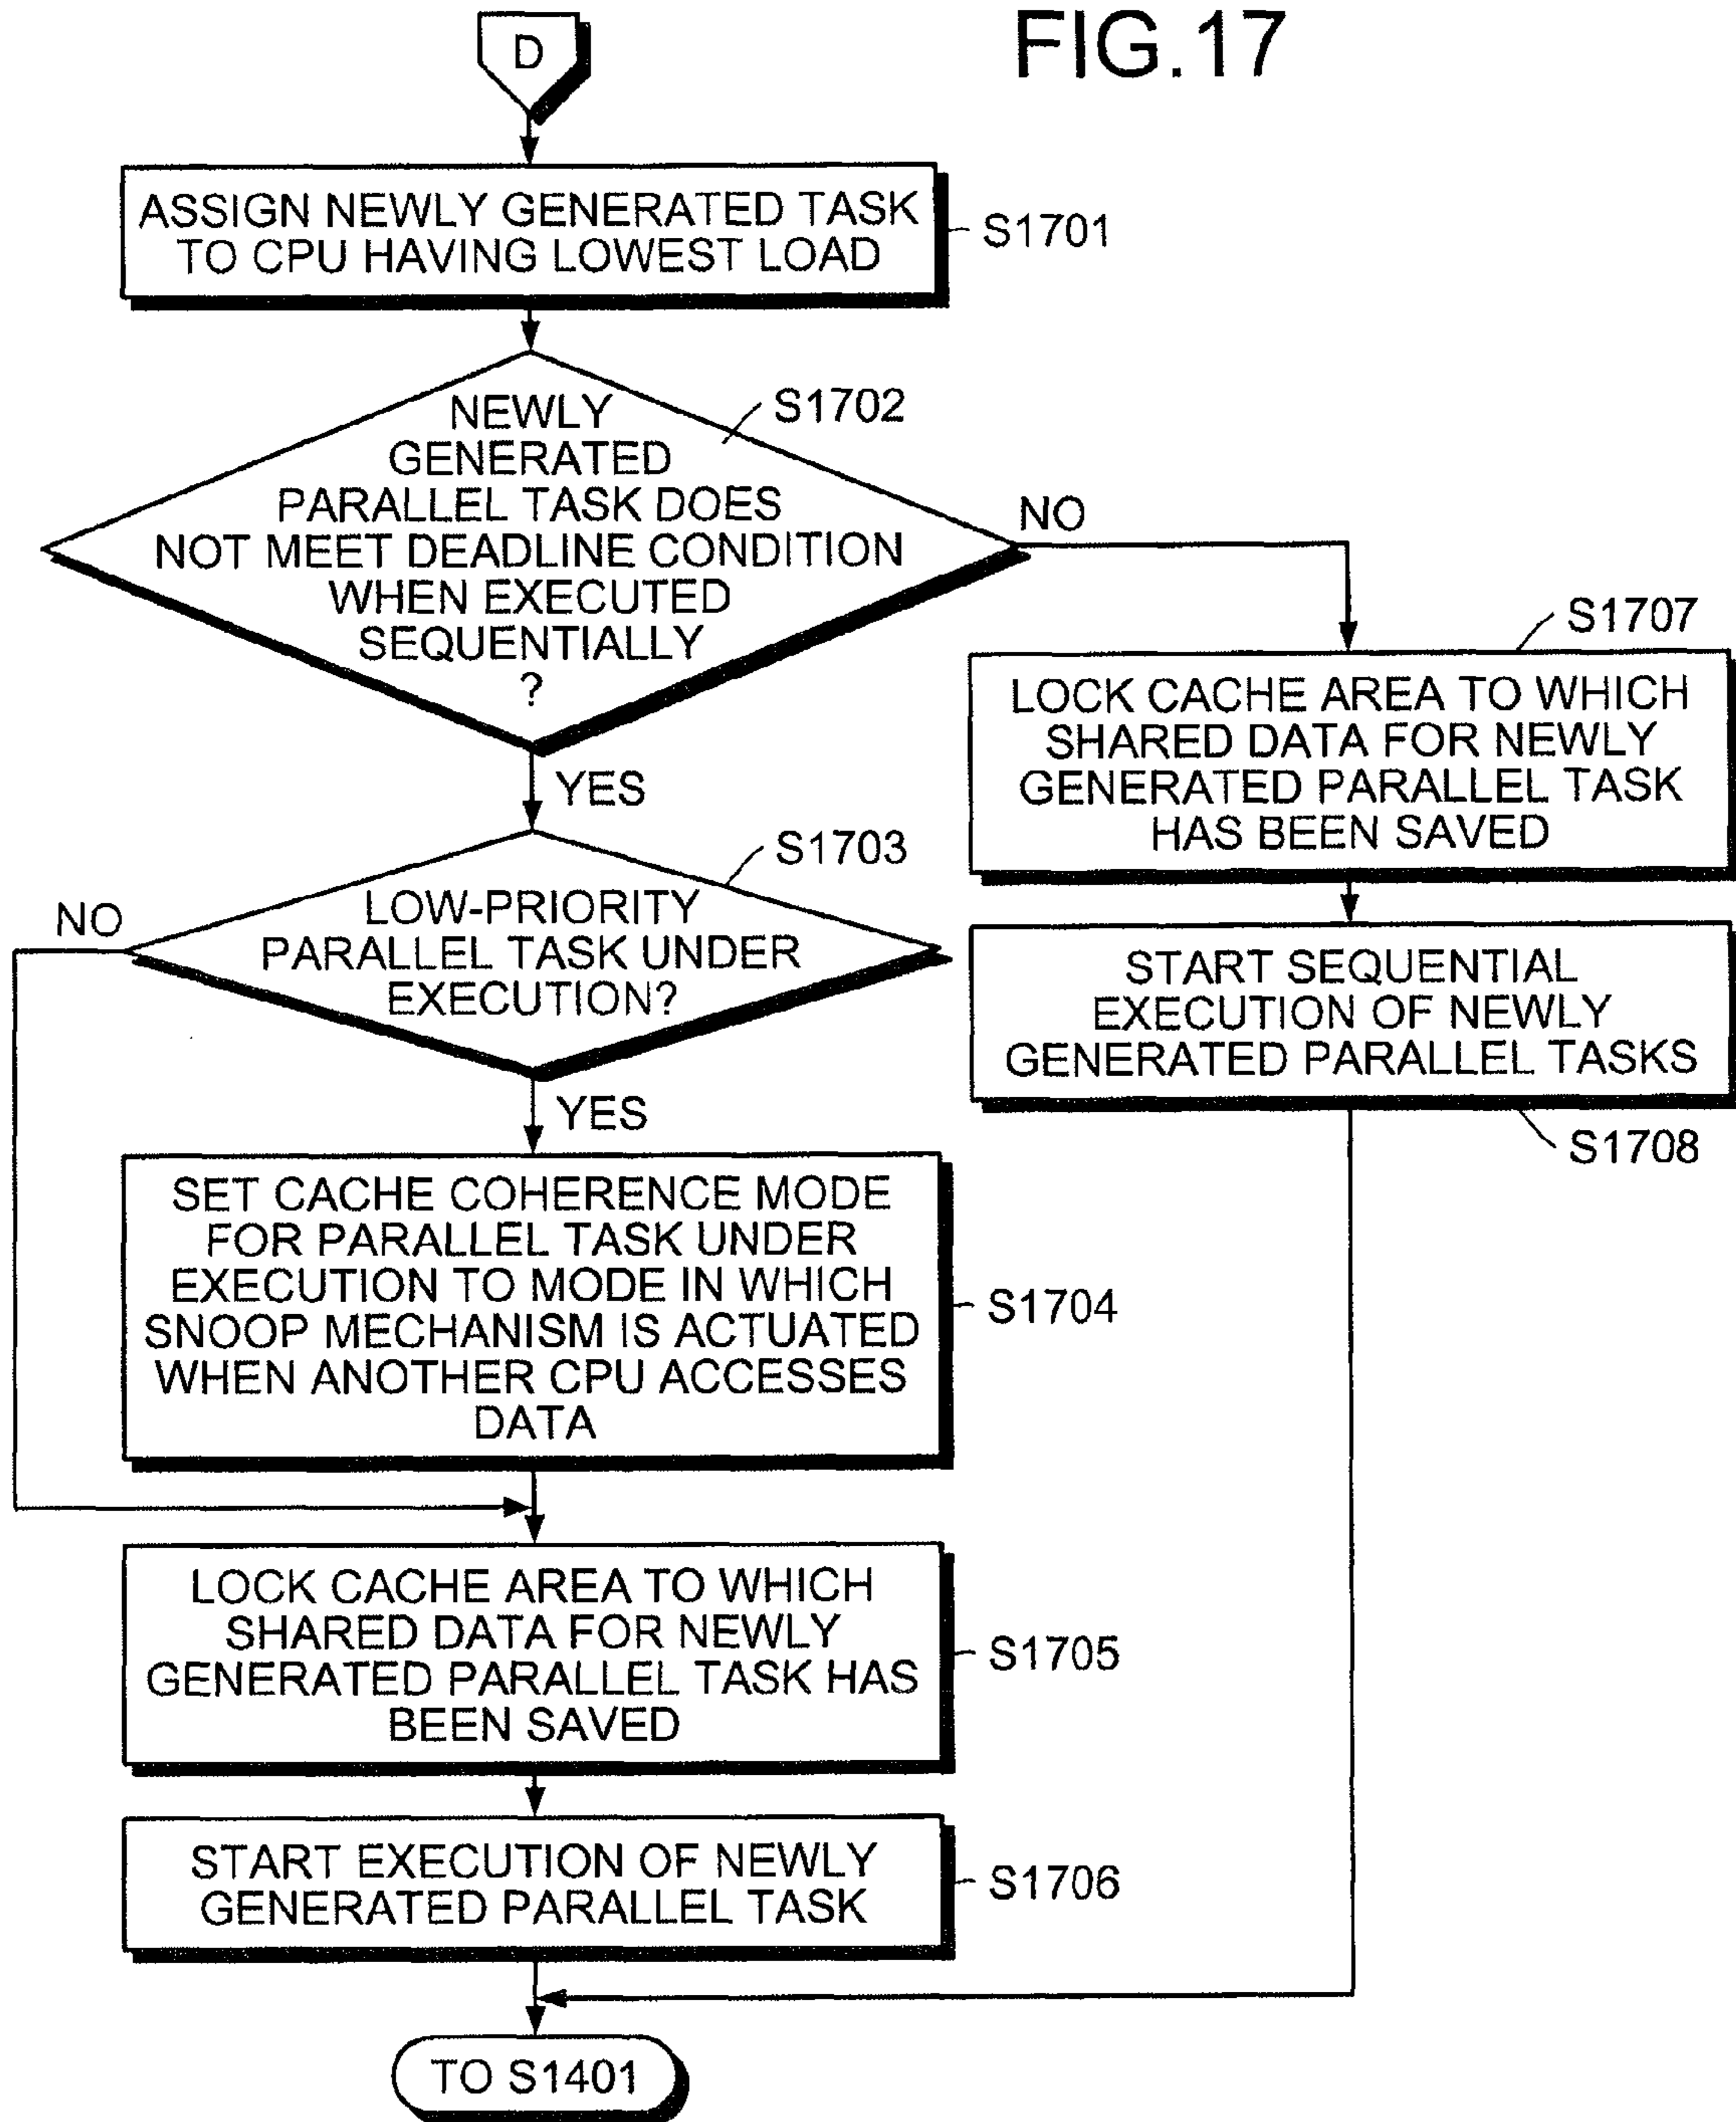 FIG.17
D
ASSIGN NEWLY GENERATED TASK
TO CPU HAVING LOWEST LOAD
S1701
NEWLY
GENERATED
PARALLEL TASK DOES
NOT MEET DEADLINE CONDITION
WHEN EXECUTED
SEQUENTIALLY
?
S1702
NO
YES
S1707
LOCK CACHE AREA TO WHICH
SHARED DATA FOR NEWLY
GENERATED PARALLEL TASK
HAS BEEN SAVED
START SEQUENTIAL
EXECUTION OF NEWLY
GENERATED PARALLEL TASKS
S1708
S1703
LOW-PRIORITY
PARALLEL TASK UNDER
EXECUTION?
NO
YES
SET CACHE COHERENCE MODE
FOR PARALLEL TASK UNDER
EXECUTION TO MODE IN WHICH
SNOOP MECHANISM IS ACTUATED
WHEN ANOTHER CPU ACCESSES
DATA
S1704
LOCK CACHE AREA TO WHICH
SHARED DATA FOR NEWLY
GENERATED PARALLEL TASK HAS
BEEN SAVED
S1705
START EXECUTION OF NEWLY
GENERATED PARALLEL TASK
S1706
TO S1401